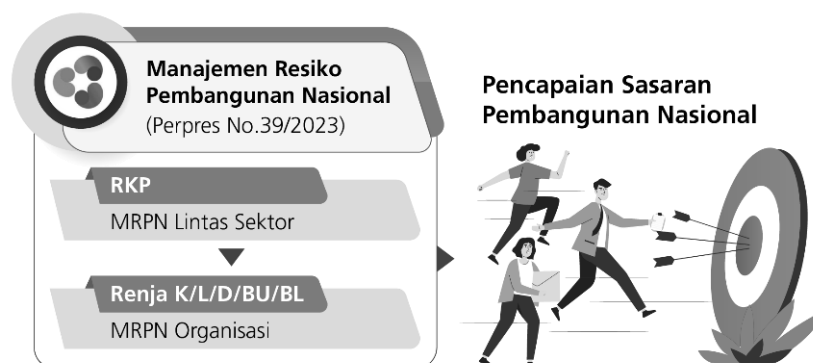 Manajemen Resiko
Pembangunan Nasional
(Perpres No.39/2023)
RKP
MRPN Lintas Sektor
Renja K/L/D/BU/BL
MRPN Organisasi
Pencapaian Sasaran
Pembangunan Nasional